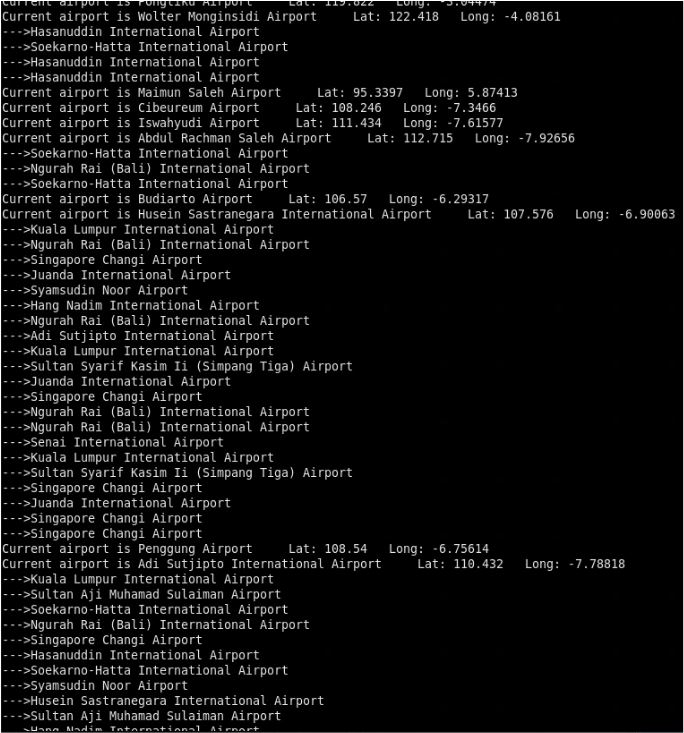 Current airport is Pongtiku Airport     Lat: 119.822   Long: -3.04474
Current airport is Wolter Monginsidi Airport     Lat: 122.418   Long: -4.08161
--->Hasanuddin International Airport
--->Soekarno-Hatta International Airport
--->Hasanuddin International Airport
--->Hasanuddin International Airport
Current airport is Maimun Saleh Airport     Lat: 95.3397   Long: 5.87413
Current airport is Cibeureum Airport     Lat: 108.246   Long: -7.3466
Current airport is Iswahyudi Airport     Lat: 111.434   Long: -7.61577
Current airport is Abdul Rachman Saleh Airport     Lat: 112.715   Long: -7.92656
--->Soekarno-Hatta International Airport
--->Ngurah Rai (Bali) International Airport
--->Soekarno-Hatta International Airport
Current airport is Budiarto Airport     Lat: 106.57   Long: -6.29317
Current airport is Husein Sastranegara International Airport     Lat: 107.576   Long: -6.90063
--->Kuala Lumpur International Airport
--->Ngurah Rai (Bali) International Airport
--->Singapore Changi Airport
--->Juanda International Airport
--->Syamsudin Noor Airport
--->Hang Nadim International Airport
--->Ngurah Rai (Bali) International Airport
--->Adi Sutjipto International Airport
--->Kuala Lumpur International Airport
--->Sultan Syarif Kasim Ii (Simpang Tiga) Airport
--->Juanda International Airport
--->Singapore Changi Airport
--->Ngurah Rai (Bali) International Airport
--->Ngurah Rai (Bali) International Airport
--->Senai International Airport
--->Kuala Lumpur International Airport
--->Sultan Syarif Kasim Ii (Simpang Tiga) Airport
--->Singapore Changi Airport
--->Juanda International Airport
--->Singapore Changi Airport
--->Singapore Changi Airport
Current airport is Penggung Airport     Lat: 108.54   Long: -6.75614
Current airport is Adi Sutjipto International Airport     Lat: 110.432   Long: -7.78818
--->Kuala Lumpur International Airport
--->Sultan Aji Muhamad Sulaiman Airport
--->Soekarno-Hatta International Airport
--->Ngurah Rai (Bali) International Airport
--->Singapore Changi Airport
--->Hasanuddin International Airport
--->Soekarno-Hatta International Airport
--->Syamsudin Noor Airport
--->Husein Sastranegara International Airport
--->Sultan Aji Muhamad Sulaiman Airport
--->Hang Nadim International Airport